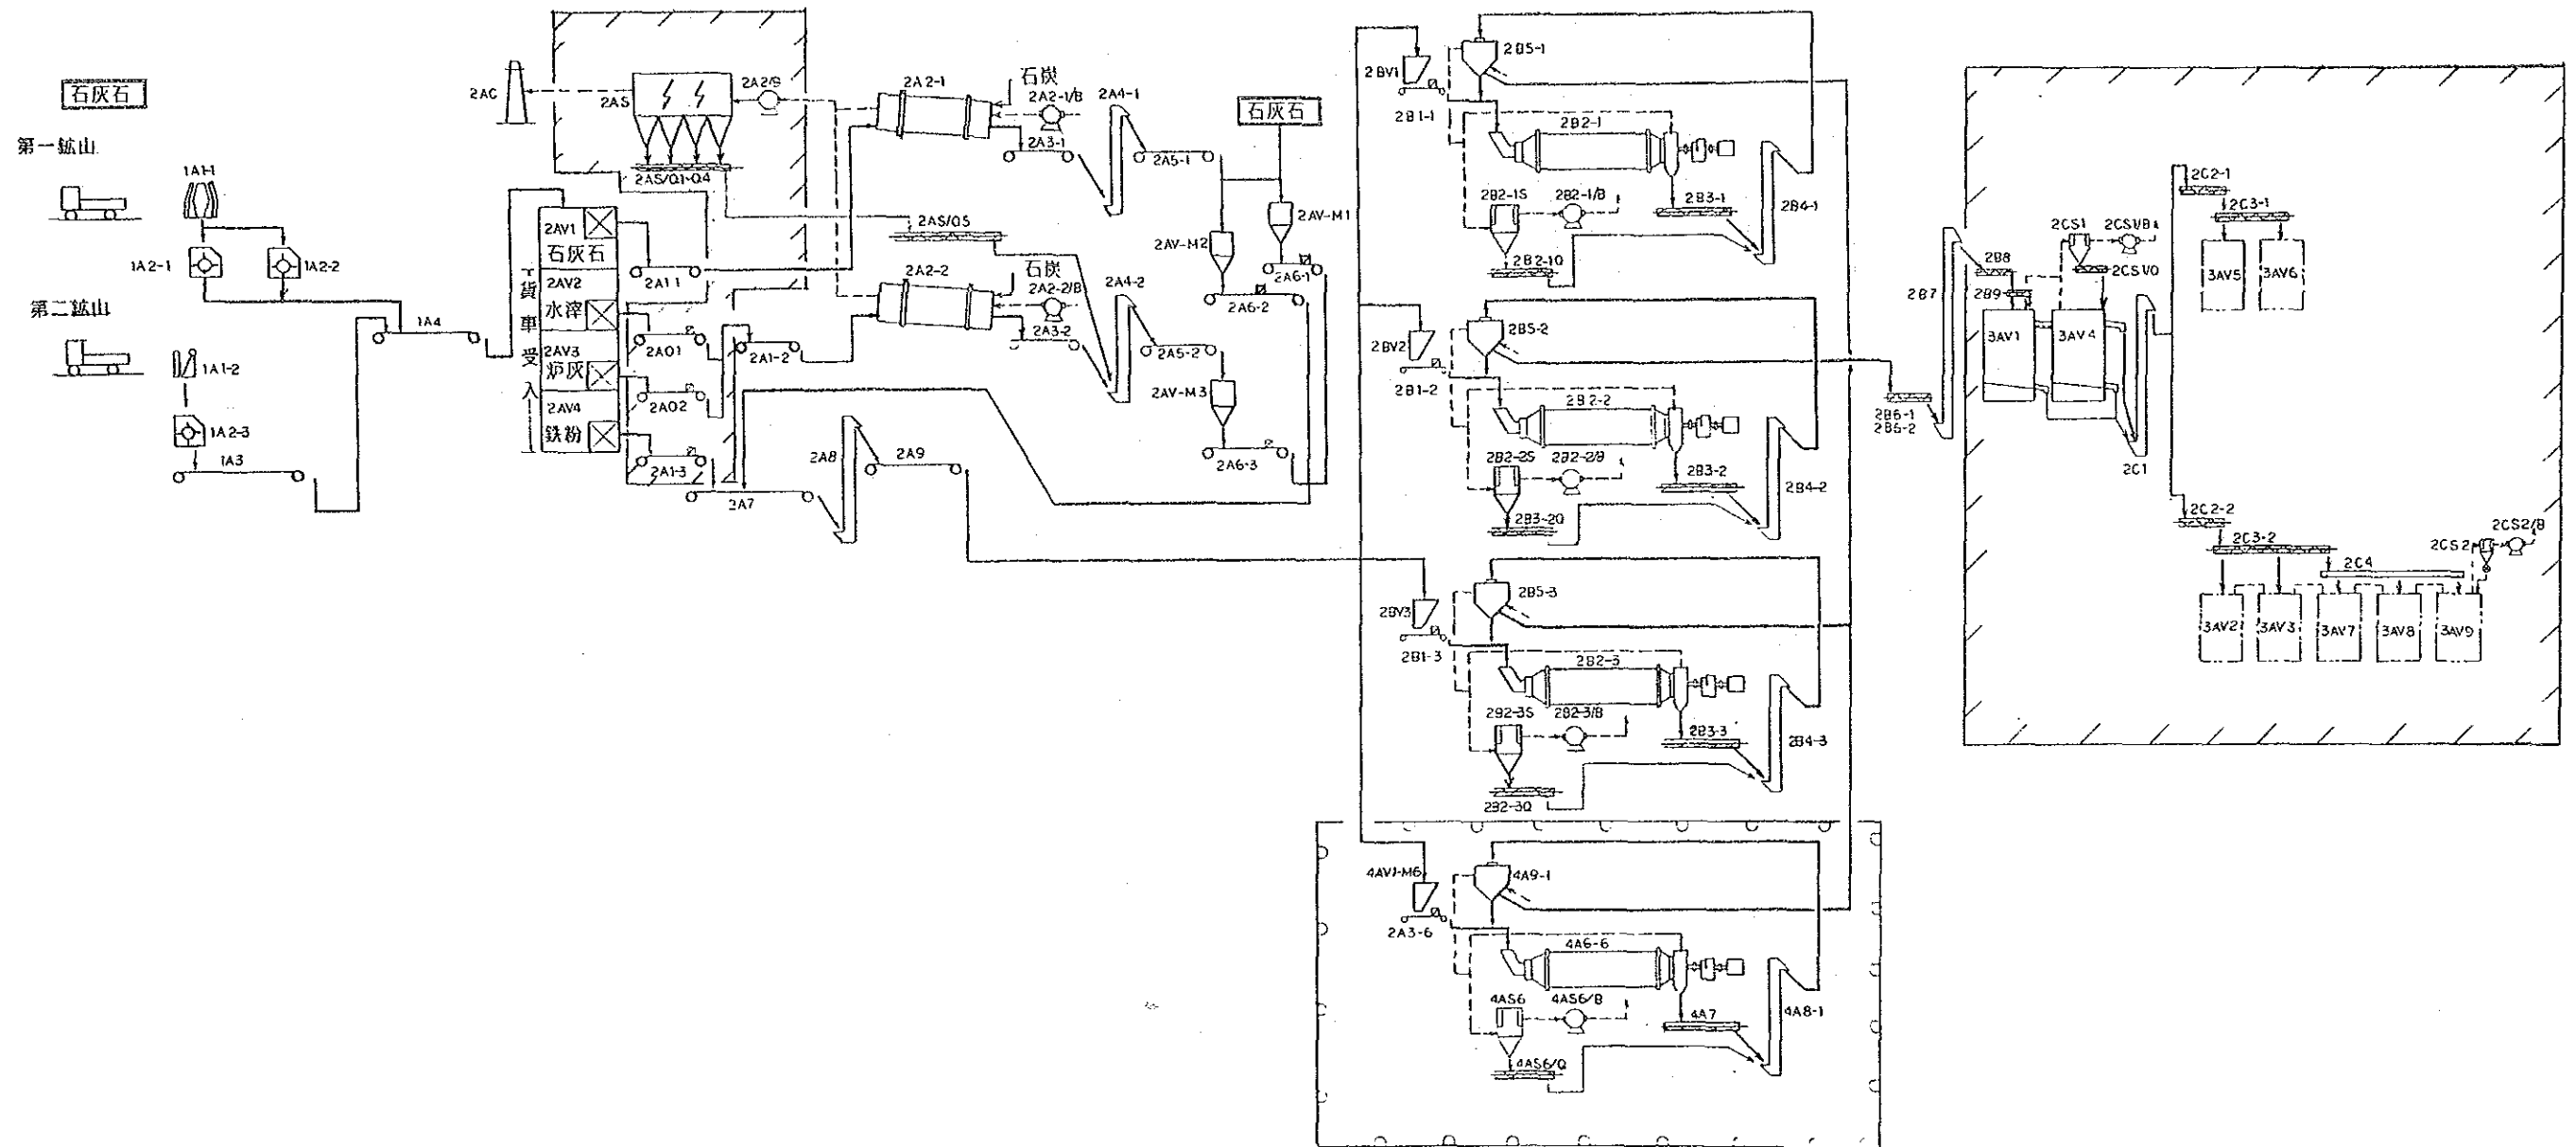 石灰石
第一鉱山
1A1-1
1A2-1
1A2-2
第二鉱山
1A1-2
1A2-3
1A3
1A4
2AC
2AS
2A2/B
2AS/Q1-Q4
2AS/QS
貨車受入
2AV1
石灰石
2AV2
水滓
2AV3
炉灰
2AV4
鉄粉
2A1 1
2A01
2A02
2A1-3
2A1-2
2A7
2A8
2A9
2A2-1
石炭
2A2-1/B
2A3-1
2A4-1
2A5-1
2A2-2
石炭
2A2-2/B
2A3-2
2A4-2
2A5-2
石灰石
2AV-M1
2AV-M2
2A6-1
2A6-2
2AV-M3
2A6-3
2BV1
2B1-1
2B5-1
2B2-1
2B2-1S
2B2-1/B
2B2-1Q
2B3-1
2B4-1
2BV2
2B1-2
2B5-2
2B2-2
2B2-2S
2B2-2/B
2B3-2Q
2B3-2
2B4-2
2BV3
2B1-3
2B5-3
2B2-3
2B2-3S
2B2-3/B
2B2-3Q
2B3-3
2B4-3
4AV1-M6
2A3-6
4A9-1
4A6-6
4AS6
4AS6/B
4AS6/Q
4A7
4A8-1
2B6-1
2B6-2
2B7
2B8
2B9
3AV1
3AV4
2CS1
2CS1/B
2CS1/Q
2C1
2C2-1
2C3-1
3AV5
3AV6
2C2-2
2C3-2
2C4
2CS2
2CS2/B
3AV2
3AV3
3AV7
3AV8
3AV9